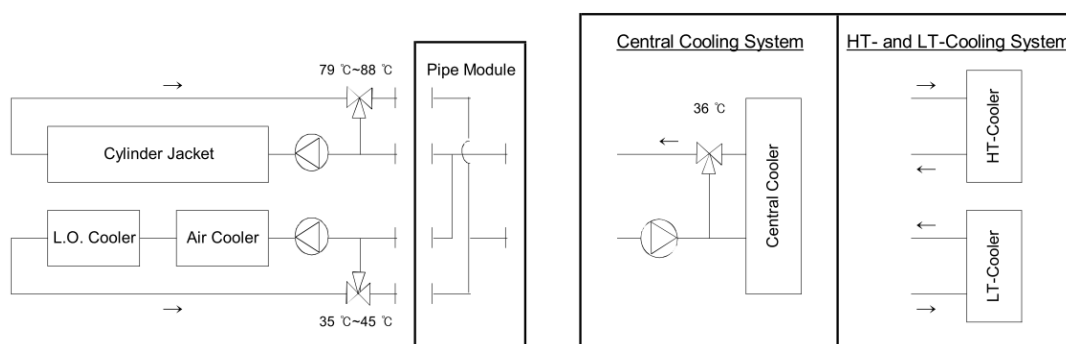 79 ℃~88 ℃
Pipe Module
Cylinder Jacket
L.O. Cooler
Air Cooler
35 ℃~45 ℃
Central Cooling System
36 ℃
Central Cooler
HT- and LT-Cooling System
HT-Cooler
LT-Cooler